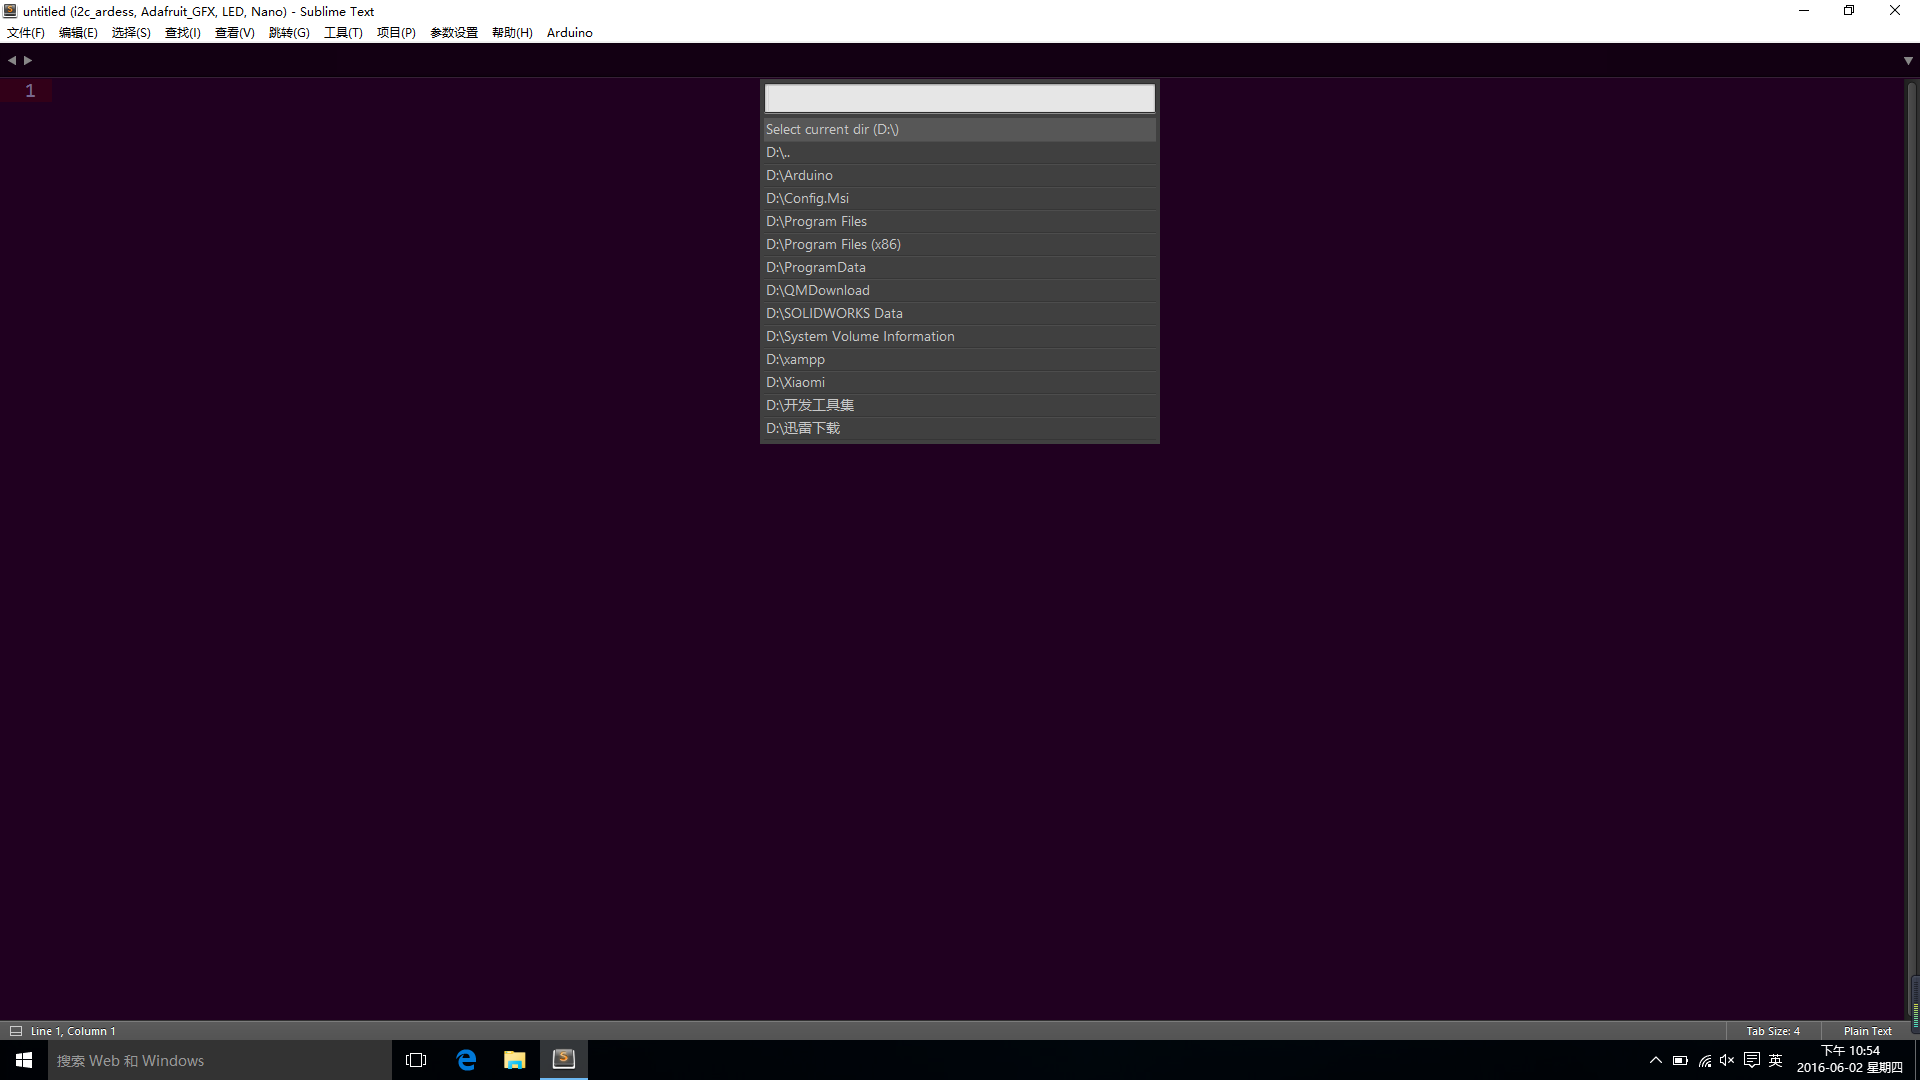 untitled (i2c_ardess, Adafruit_GFX, LED, Nano) - Sublime Text
文件(F) 编辑(E) 选择(S) 查找(I) 查看(V) 跳转(G) 工具(T) 项目(P) 参数设置 帮助(H) Arduino
1
Select current dir (D:\)
D:\..
D:\Arduino
D:\Config.Msi
D:\Program Files
D:\Program Files (x86)
D:\ProgramData
D:\QMDownload
D:\SOLIDWORKS Data
D:\System Volume Information
D:\xampp
D:\Xiaomi
D:\开发工具集
D:\迅雷下载
Line 1, Column 1 Tab Size: 4 Plain Text
搜索 Web 和 Windows
英
下午 10:54
2016-06-02 星期四